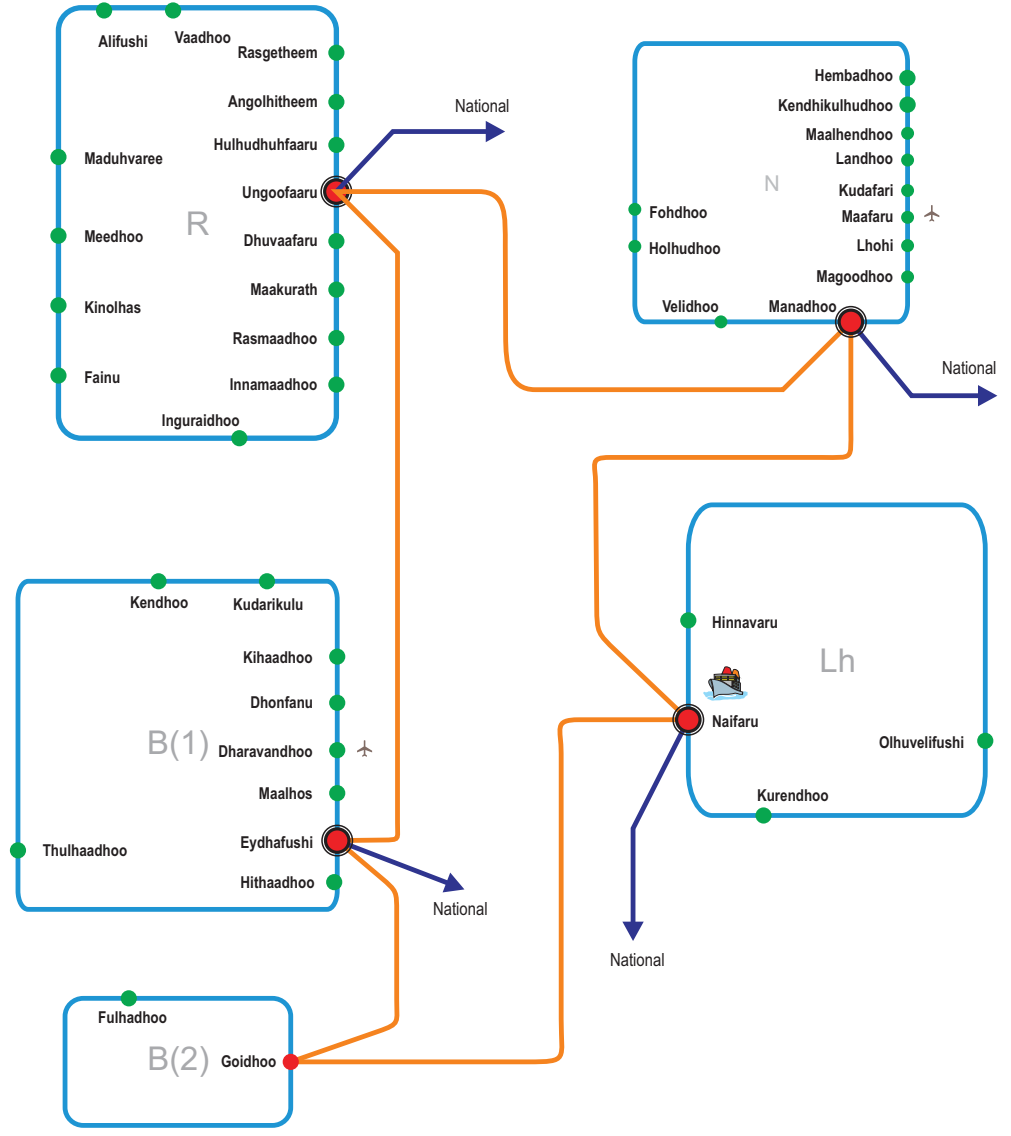 Alifushi
Vaadhoo
Rasgetheem
Angolhitheem
Hulhudhuhfaaru
Maduhvaree
Ungoofaaru
R
Meedhoo
Dhuvaafaru
Maakurath
Kinolhas
Rasmaadhoo
Fainu
Innamaadhoo
Inguraidhoo
National
Hembadhoo
Kendhikulhudhoo
Maalhendhoo
Landhoo
N
Kudafari
Fohdhoo
Maafaru
Holhudhoo
Lhohi
Magoodhoo
Velidhoo
Manadhoo
National
Kendhoo
Kudarikulu
Kihaadhoo
Dhonfanu
B(1)
Dharavandhoo
Maalhos
Eydhafushi
Thulhaadhoo
Hithaadhoo
National
Hinnavaru
Lh
Naifaru
Olhuvelifushi
Kurendhoo
National
Fulhadhoo
B(2)
Goidhoo